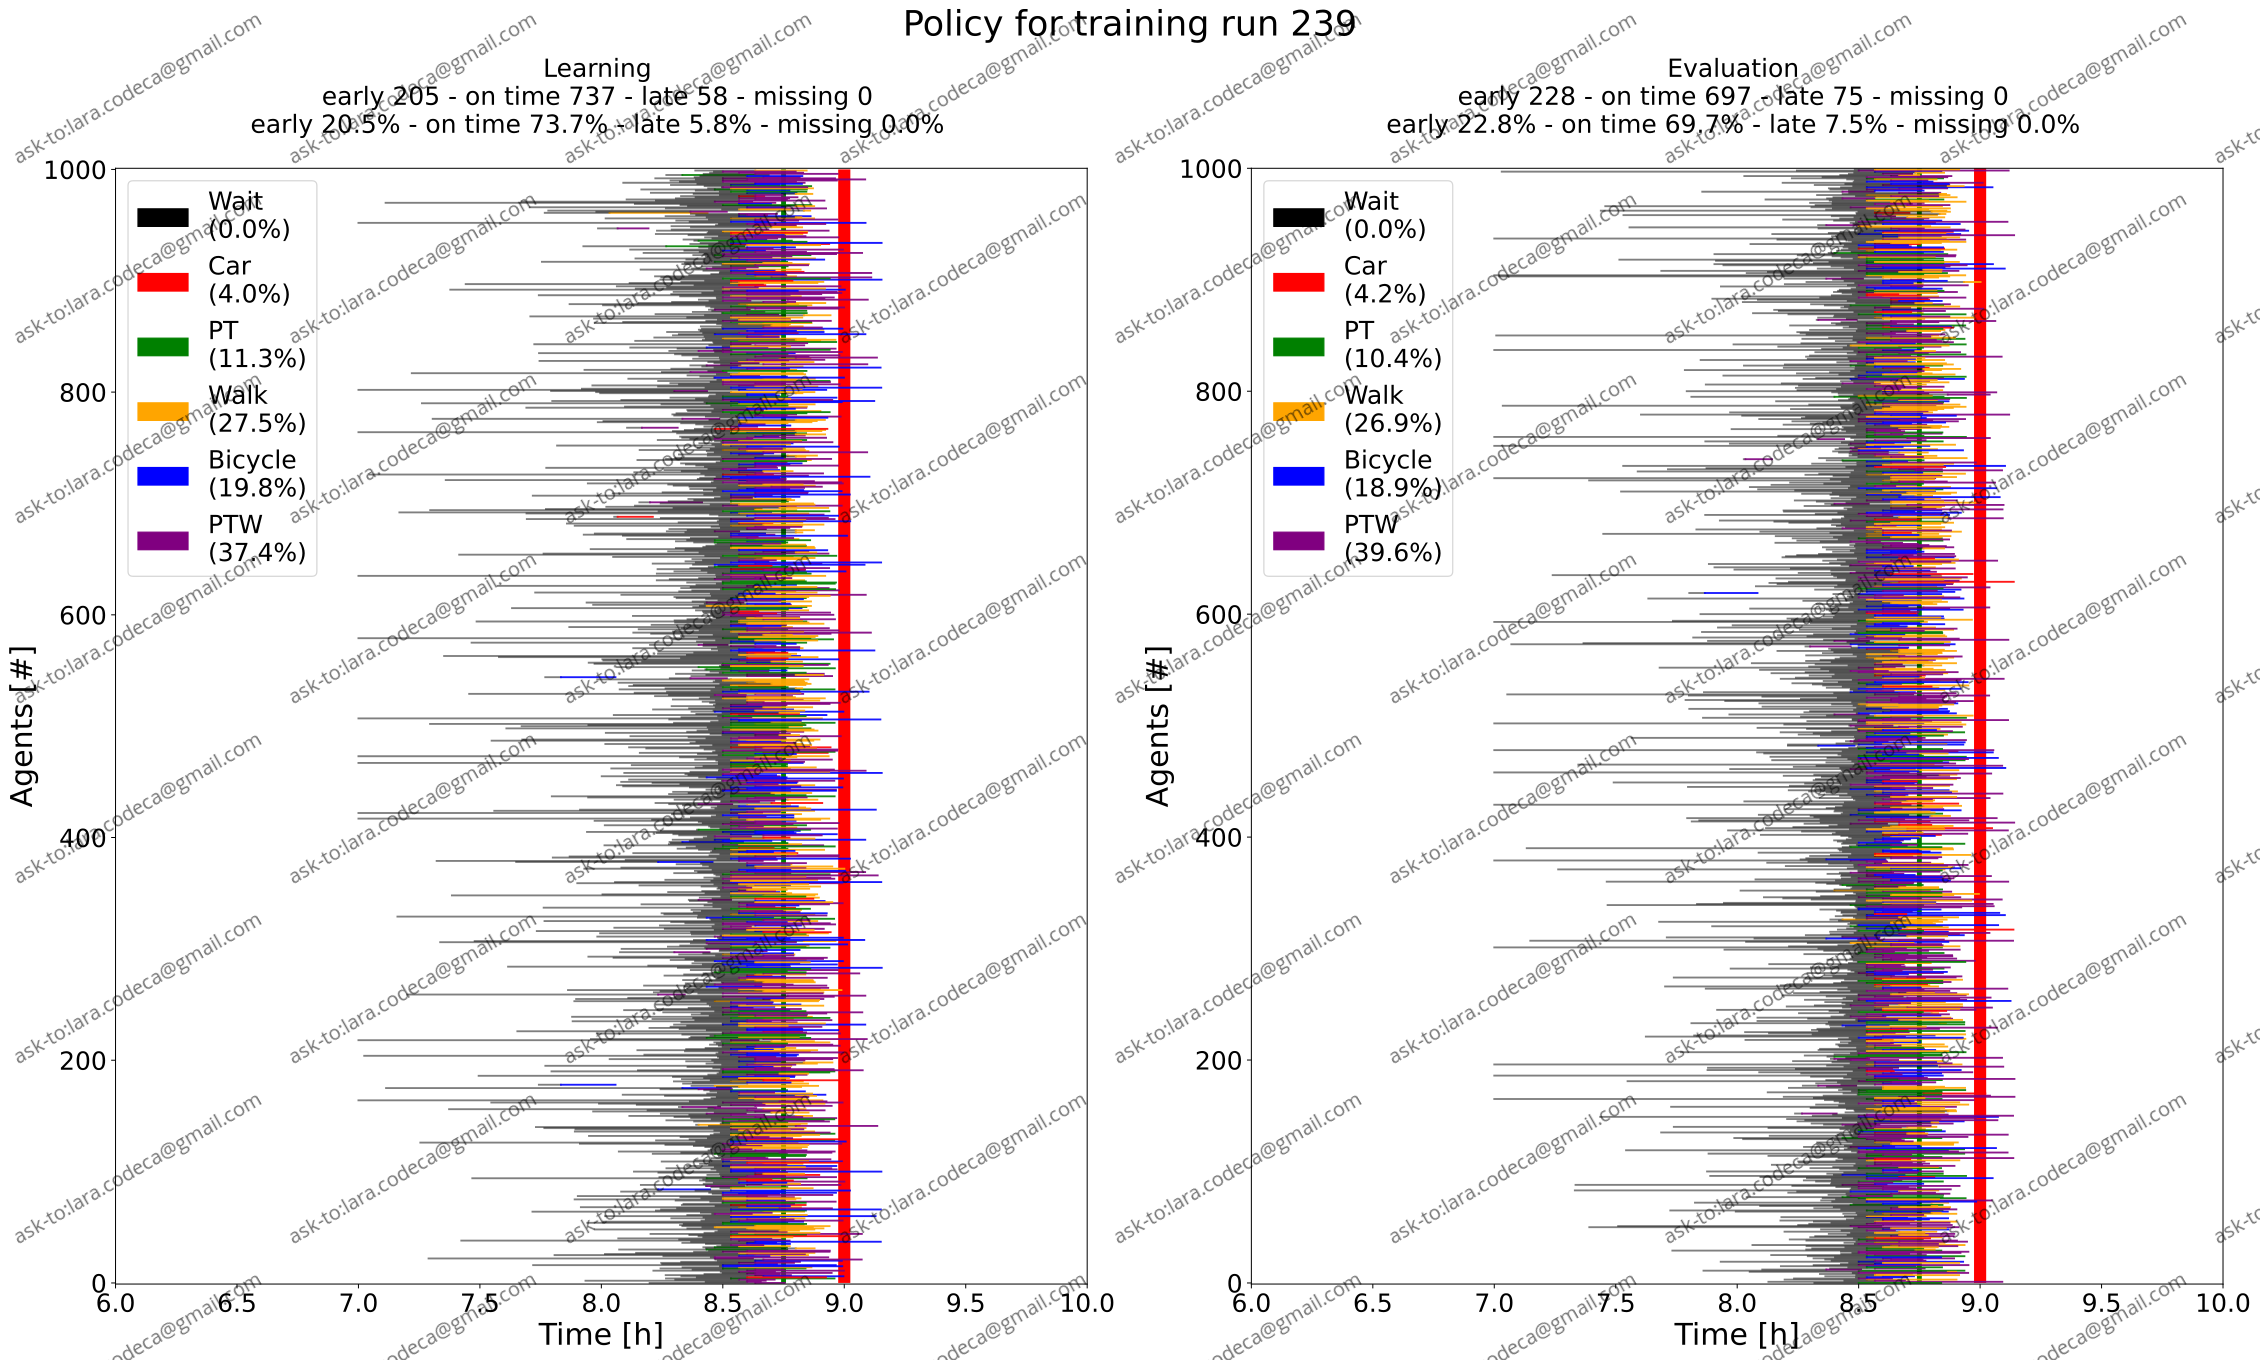 Policy for training run 239
Learning
early 205 - on time 737 - late 58 - missing 0
early 20.5% - on time 73.7% - late 5.8% - missing 0.0%
Agents [#]
1000
800
600
400
200
0
Wait
(0.0%)
Car
(4.0%)
PT
(11.3%)
Walk
(27.5%)
Bicycle
(19.8%)
PTW
(37.4%)
6.0 6.5 7.0 7.5 8.0 8.5 9.0 9.5 10.0
Time [h]
Evaluation
early 228 - on time 697 - late 75 - missing 0
early 22.8% - on time 69.7% - late 7.5% - missing 0.0%
Agents [#]
1000
800
600
400
200
0
Wait
(0.0%)
Car
(4.2%)
PT
(10.4%)
Walk
(26.9%)
Bicycle
(18.9%)
PTW
(39.6%)
6.0 6.5 7.0 7.5 8.0 8.5 9.0 9.5 10.0
Time [h]
ask-to:lara.codeca@gmail.com